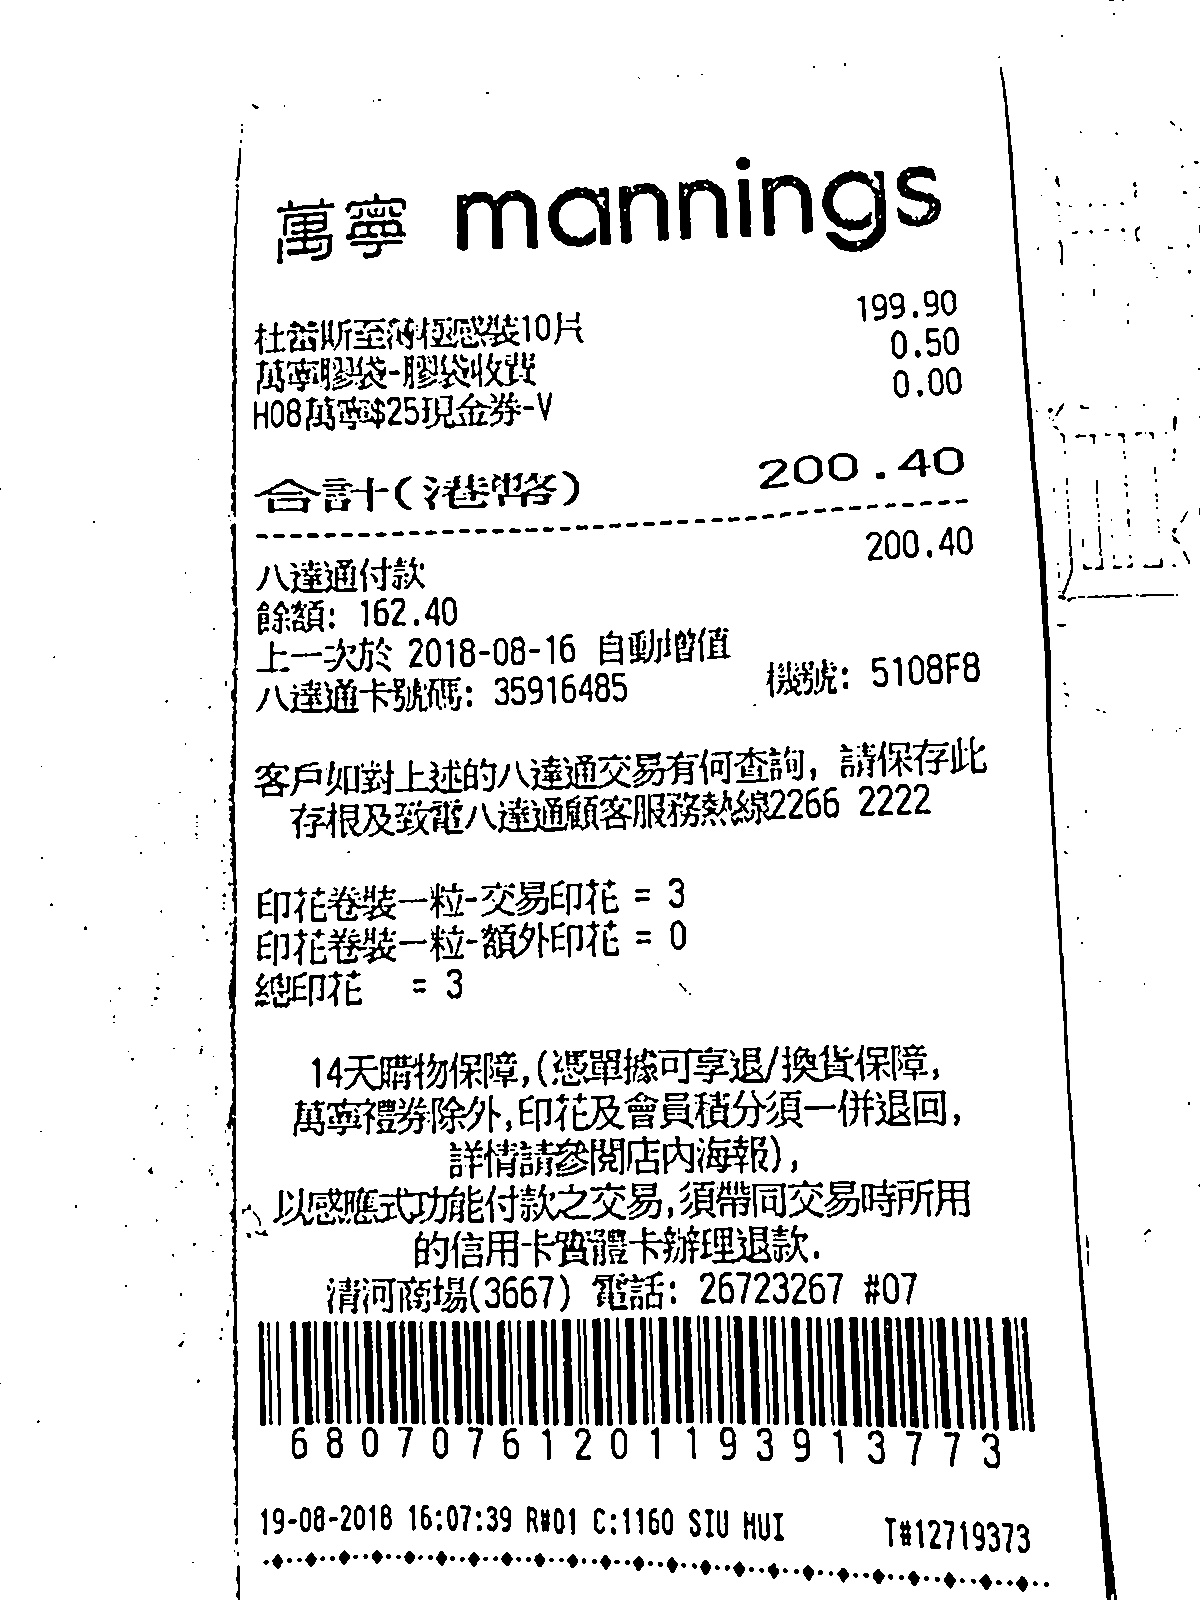 萬寧 mannings
杜蕾斯至薄極感裝10片 199.90
萬寧膠袋-膠袋收費 0.50
H08萬寧$25現金券-V 0.00
合計(港幣) 200.40
八達通付款 200.40
餘額: 162.40
上一次於 2018-08-16 自動增值
八達通卡號碼: 35916485 機號: 5108F8
客戶如對上述的八達通交易有何查詢, 請保存此
存根及致電八達通顧客服務熱線2266 2222
印花卷裝一粒-交易印花 = 3
印花卷裝一粒-額外印花 = 0
總印花 = 3
14天購物保障,(憑單據可享退/換貨保障,
萬寧禮券除外,印花及會員積分須一併退回,
詳情請參閱店內海報),
以感應式功能付款之交易,須帶同交易時所用
的信用卡實體卡辦理退款.
清河商場(3667) 電話: 26723267 #07
68070761201193913773
19-08-2018 16:07:39 R#01 C:1160 SIU HUI T#12719373